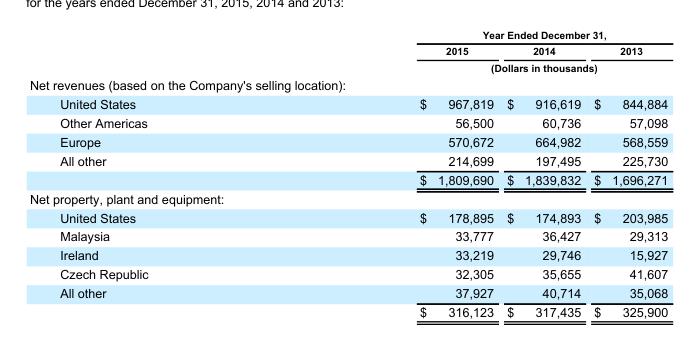 for the years ended December 31, 2015, 2014 and 2013:
Year Ended December 31,
2015 2014 2013
(Dollars in thousands)
Net revenues (based on the Company's selling location):
United States $ 967,819 $ 916,619 $ 844,884
Other Americas 56,500 60,736 57,098
Europe 570,672 664,982 568,559
All other 214,699 197,495 225,730
$ 1,809,690 $ 1,839,832 $ 1,696,271
Net property, plant and equipment:
United States $ 178,895 $ 174,893 $ 203,985
Malaysia 33,777 36,427 29,313
Ireland 33,219 29,746 15,927
Czech Republic 32,305 35,655 41,607
All other 37,927 40,714 35,068
$ 316,123 $ 317,435 $ 325,900